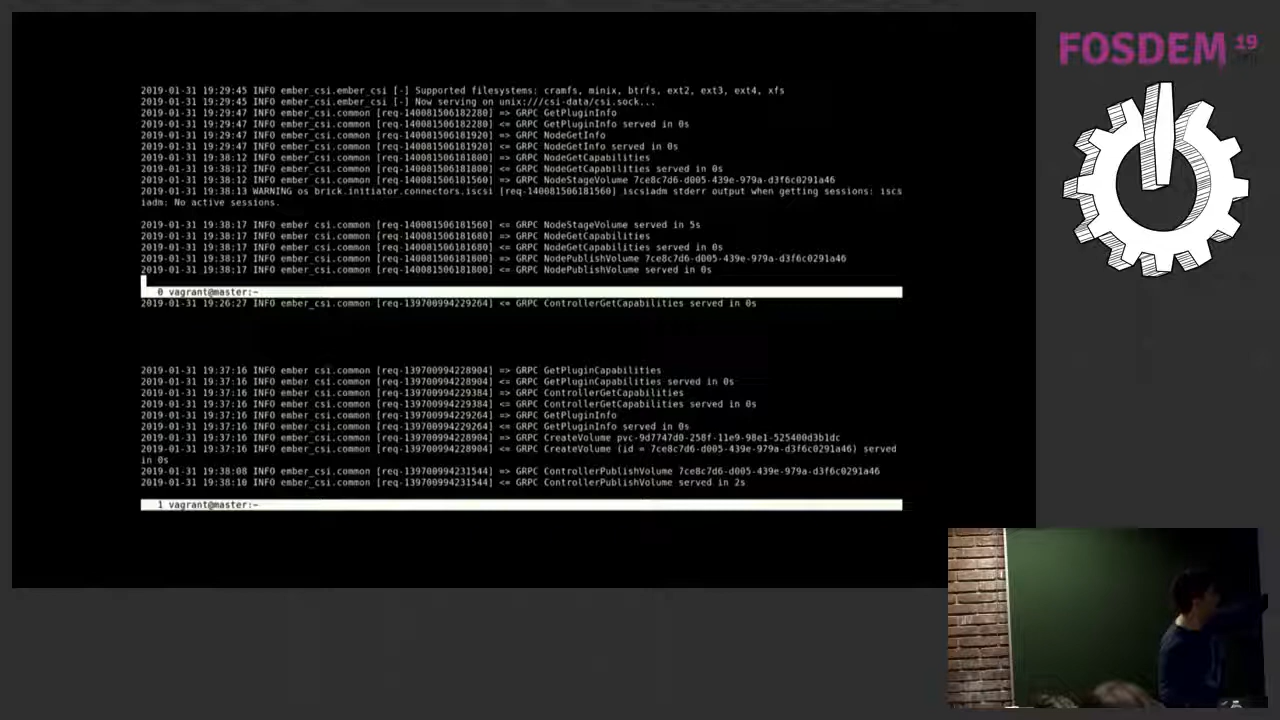 FOSDEM 19
2019-01-31 19:29:45 INFO ember_csi.ember_csi [-] Supported filesystems: cramfs, minix, btrfs, ext2, ext3, ext4, xfs
2019-01-31 19:29:45 INFO ember_csi.ember_csi [-] Now serving on unix:///csi-data/csi.sock...
2019-01-31 19:29:47 INFO ember_csi.common [req-140081506182280] => GRPC GetPluginInfo
2019-01-31 19:29:47 INFO ember_csi.common [req-140081506182280] <= GRPC GetPluginInfo served in 0s
2019-01-31 19:29:47 INFO ember_csi.common [req-140081506181920] => GRPC NodeGetInfo
2019-01-31 19:29:47 INFO ember_csi.common [req-140081506181920] <= GRPC NodeGetInfo served in 0s
2019-01-31 19:38:12 INFO ember_csi.common [req-140081506181800] => GRPC NodeGetCapabilities
2019-01-31 19:38:12 INFO ember_csi.common [req-140081506181800] <= GRPC NodeGetCapabilities served in 0s
2019-01-31 19:38:12 INFO ember_csi.common [req-140081506181560] => GRPC NodeStageVolume 7ce8c7d6-d005-439e-979a-d3f6c0291a46
2019-01-31 19:38:13 WARNING os_brick.initiator.connectors.iscsi [req-140081506181560] iscsiadm stderr output when getting sessions: iscs
iadm: No active sessions.
2019-01-31 19:38:17 INFO ember_csi.common [req-140081506181560] <= GRPC NodeStageVolume served in 5s
2019-01-31 19:38:17 INFO ember_csi.common [req-140081506181680] => GRPC NodeGetCapabilities
2019-01-31 19:38:17 INFO ember_csi.common [req-140081506181680] <= GRPC NodeGetCapabilities served in 0s
2019-01-31 19:38:17 INFO ember_csi.common [req-140081506181800] => GRPC NodePublishVolume 7ce8c7d6-d005-439e-979a-d3f6c0291a46
2019-01-31 19:38:17 INFO ember_csi.common [req-140081506181800] <= GRPC NodePublishVolume served in 0s
0 vagrant@master:~
2019-01-31 19:26:27 INFO ember_csi.common [req-139700994229264] <= GRPC ControllerGetCapabilities served in 0s
2019-01-31 19:37:16 INFO ember_csi.common [req-139700994228904] => GRPC GetPluginCapabilities
2019-01-31 19:37:16 INFO ember_csi.common [req-139700994228904] <= GRPC GetPluginCapabilities served in 0s
2019-01-31 19:37:16 INFO ember_csi.common [req-139700994229384] => GRPC ControllerGetCapabilities
2019-01-31 19:37:16 INFO ember_csi.common [req-139700994229384] <= GRPC ControllerGetCapabilities served in 0s
2019-01-31 19:37:16 INFO ember_csi.common [req-139700994229264] => GRPC GetPluginInfo
2019-01-31 19:37:16 INFO ember_csi.common [req-139700994229264] <= GRPC GetPluginInfo served in 0s
2019-01-31 19:37:16 INFO ember_csi.common [req-139700994228904] => GRPC CreateVolume pvc-9d7747d0-258f-11e9-98e1-525400d3b1dc
2019-01-31 19:37:16 INFO ember_csi.common [req-139700994228904] <= GRPC CreateVolume (id = 7ce8c7d6-d005-439e-979a-d3f6c0291a46) served
in 0s
2019-01-31 19:38:08 INFO ember_csi.common [req-139700994231544] => GRPC ControllerPublishVolume 7ce8c7d6-d005-439e-979a-d3f6c0291a46
2019-01-31 19:38:10 INFO ember_csi.common [req-139700994231544] <= GRPC ControllerPublishVolume served in 2s
1 vagrant@master:~